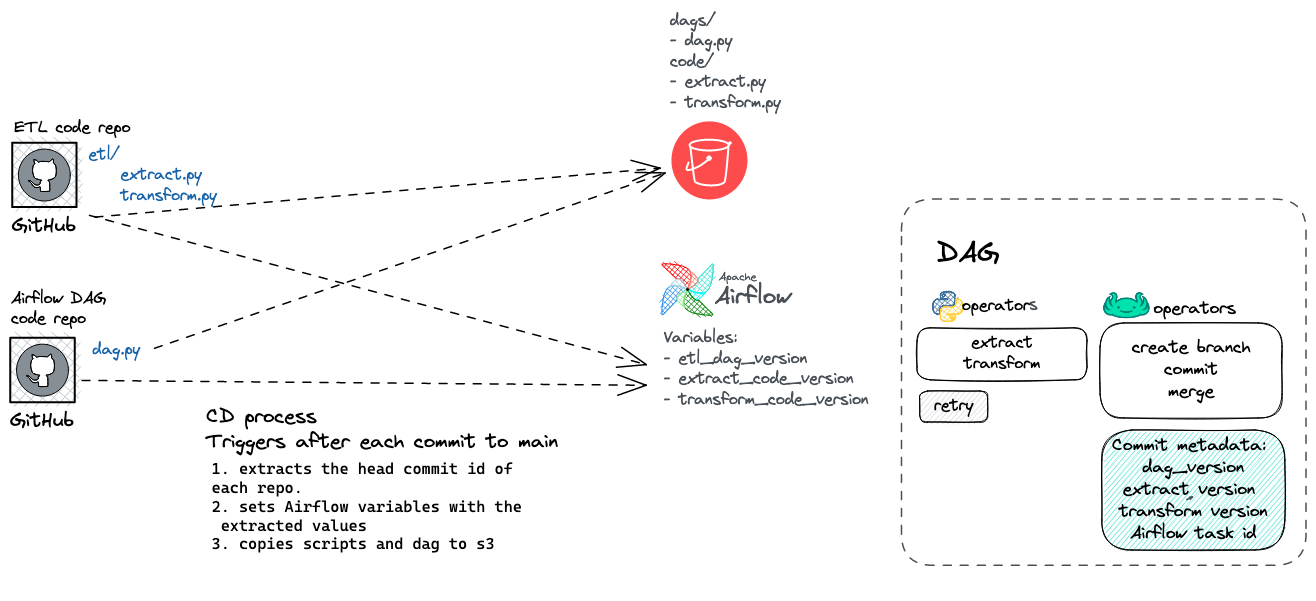 dags/
- dag.py
code/
- extract.py
- transform.py
ETL code repo
etl/
extract.py
transform.py
GitHub
Airflow DAG
code repo
dag.py
GitHub
CD process
Triggers after each commit to main
1. extracts the head commit id of
each repo.
2. sets Airflow variables with the
extracted values
3. copies scripts and dag to s3
Apache
Airflow
Variables:
- etl_dag_version
- extract_code_version
- transform_code_version
DAG
operators
extract
transform
retry
operators
create branch
commit
merge
Commit metadata:
dag_version
extract_version
transform version
Airflow task id